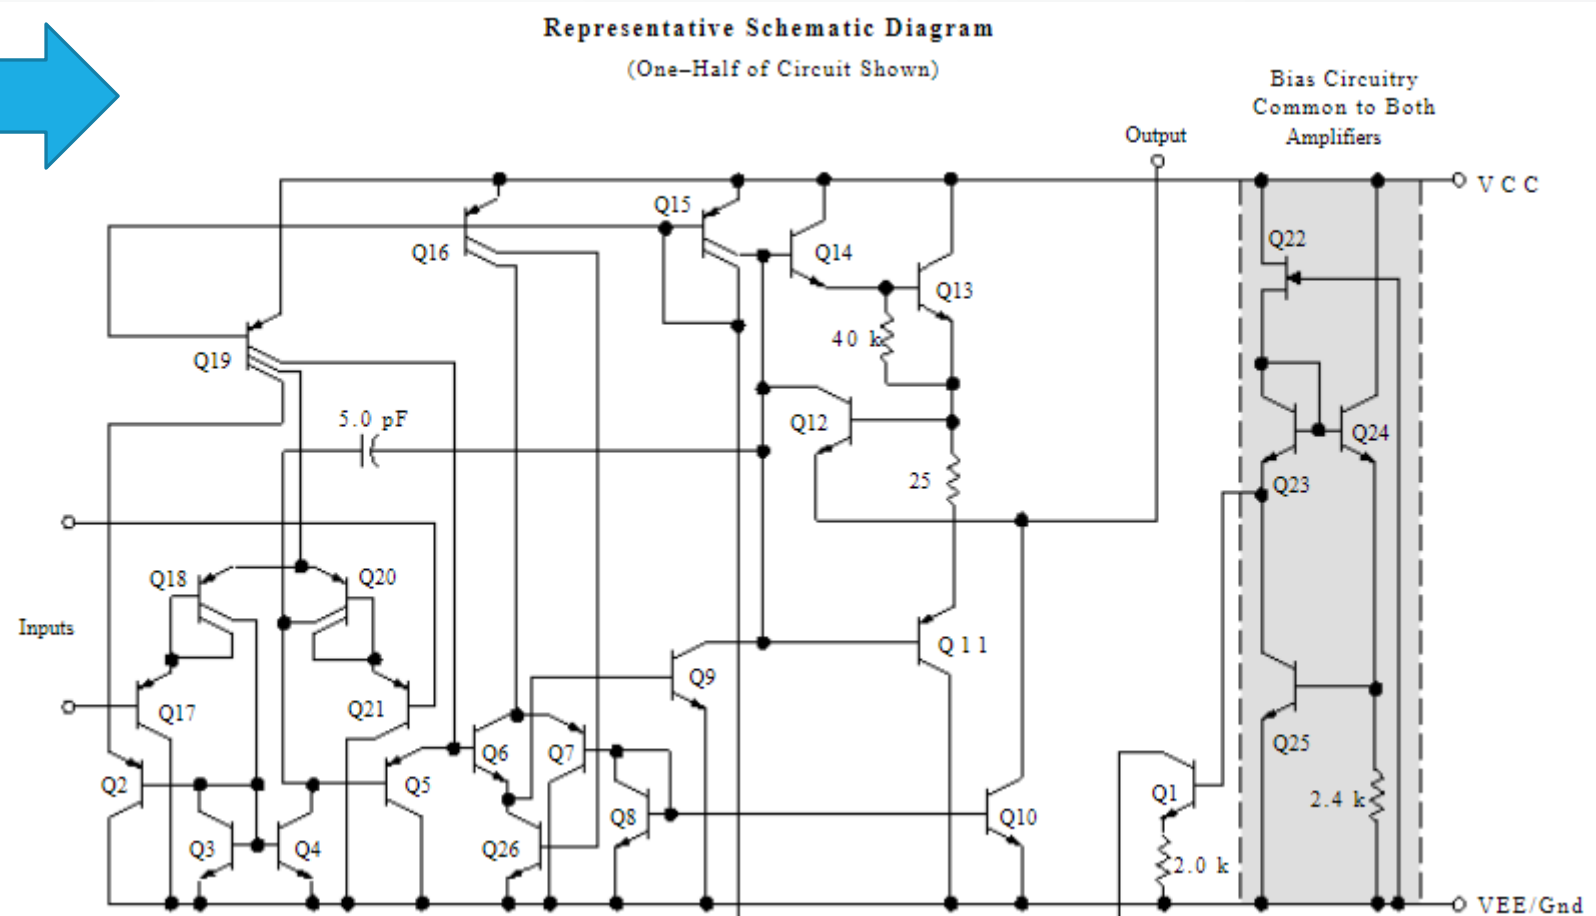 Representative Schematic Diagram
(One–Half of Circuit Shown)
Bias Circuitry
Common to Both
Amplifiers
Output
VCC
Q15
Q16
Q14
Q22
Q13
40 k
Q19
5.0 pF
Q12
Q24
25
Q23
Q18
Q20
Inputs
Q11
Q9
Q17
Q21
Q25
Q6
Q7
Q2
Q5
Q1
2.4 k
Q8
Q10
Q3
Q4
Q26
2.0 k
VEE/Gnd